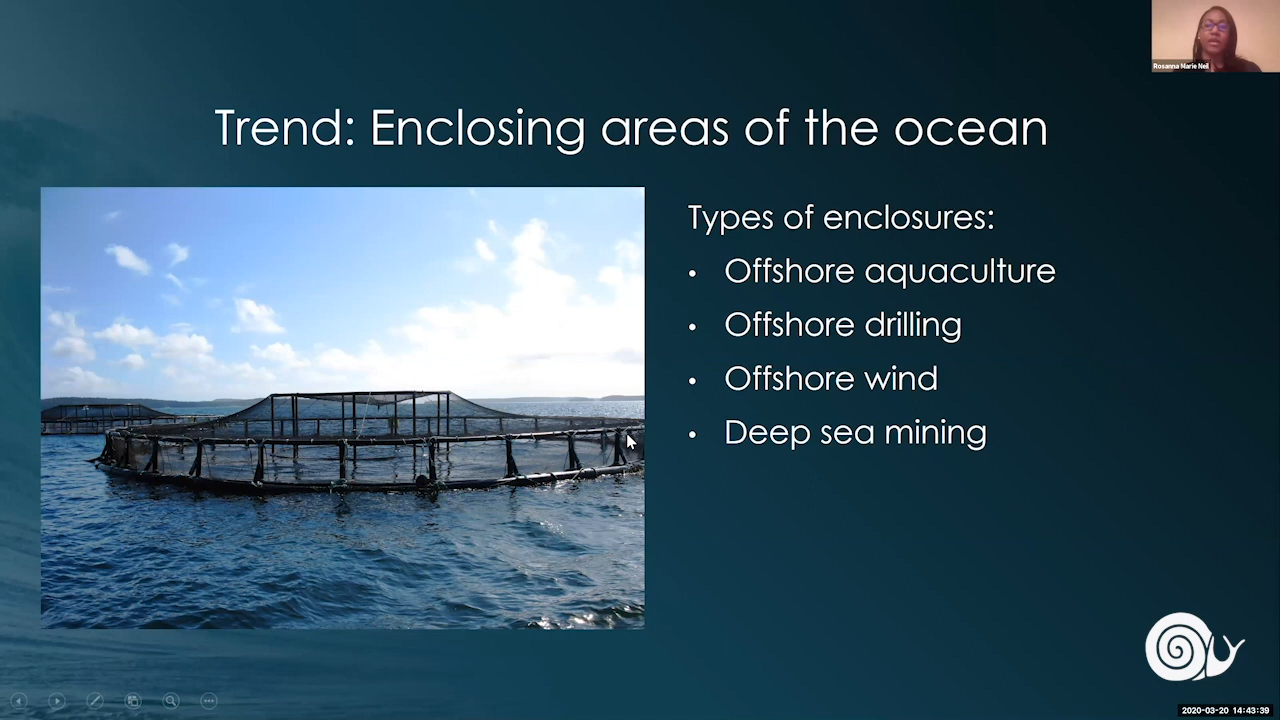 Rosanna Marie Neil
Trend: Enclosing areas of the ocean
Types of enclosures:
• Offshore aquaculture
• Offshore drilling
• Offshore wind
• Deep sea mining
2020-03-20 14:43:39